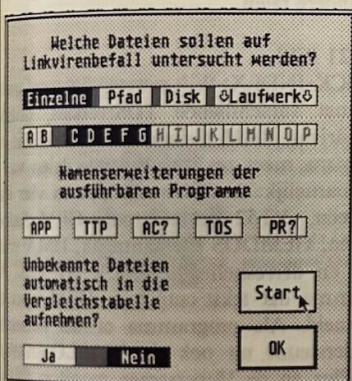 Welche Dateien sollen auf
Linkvirenbefall untersucht werden?
Einzelne Pfad Disk ⇩Laufwerk⇩
A B C D E F G H I J K L M N O P
Namenserweiterungen der
ausführbaren Programme
APP TTP AC? TOS PR?
Unbekannte Dateien
automatisch in die
Vergleichstabelle
aufnehmen?
Start
Ja Nein
OK